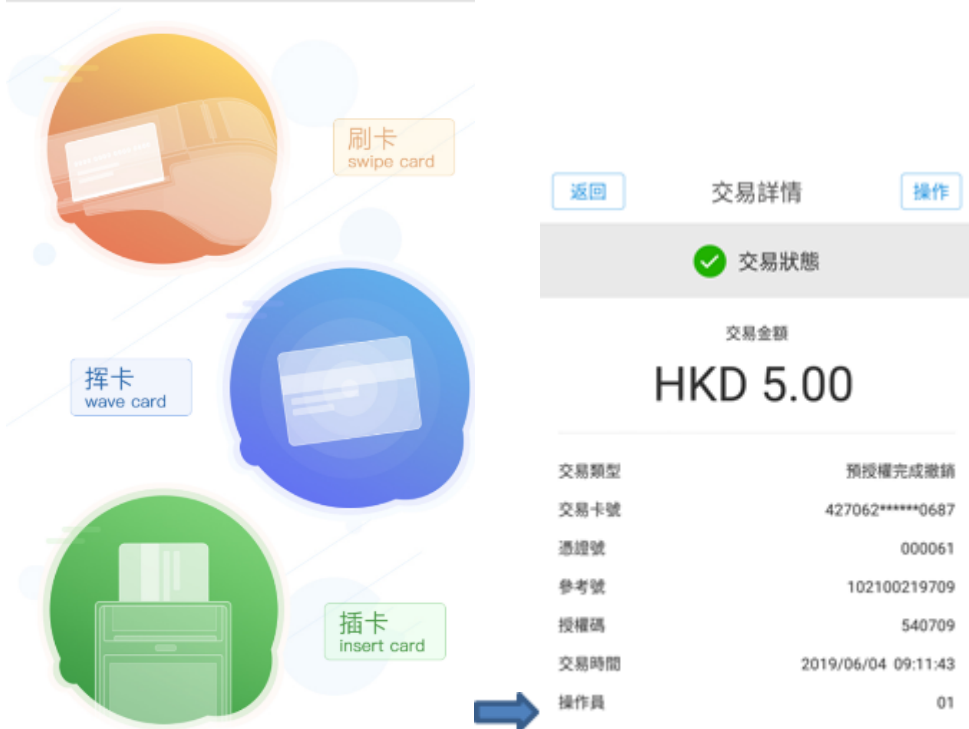 刷卡
swipe card
挥卡
wave card
插卡
insert card
返回 交易詳情 操作
交易狀態
交易金額
HKD 5.00
交易類型 預授權完成撤銷
交易卡號 427062******0687
憑證號 000061
參考號 102100219709
授權碼 540709
交易時間 2019/06/04 09:11:43
操作員 01